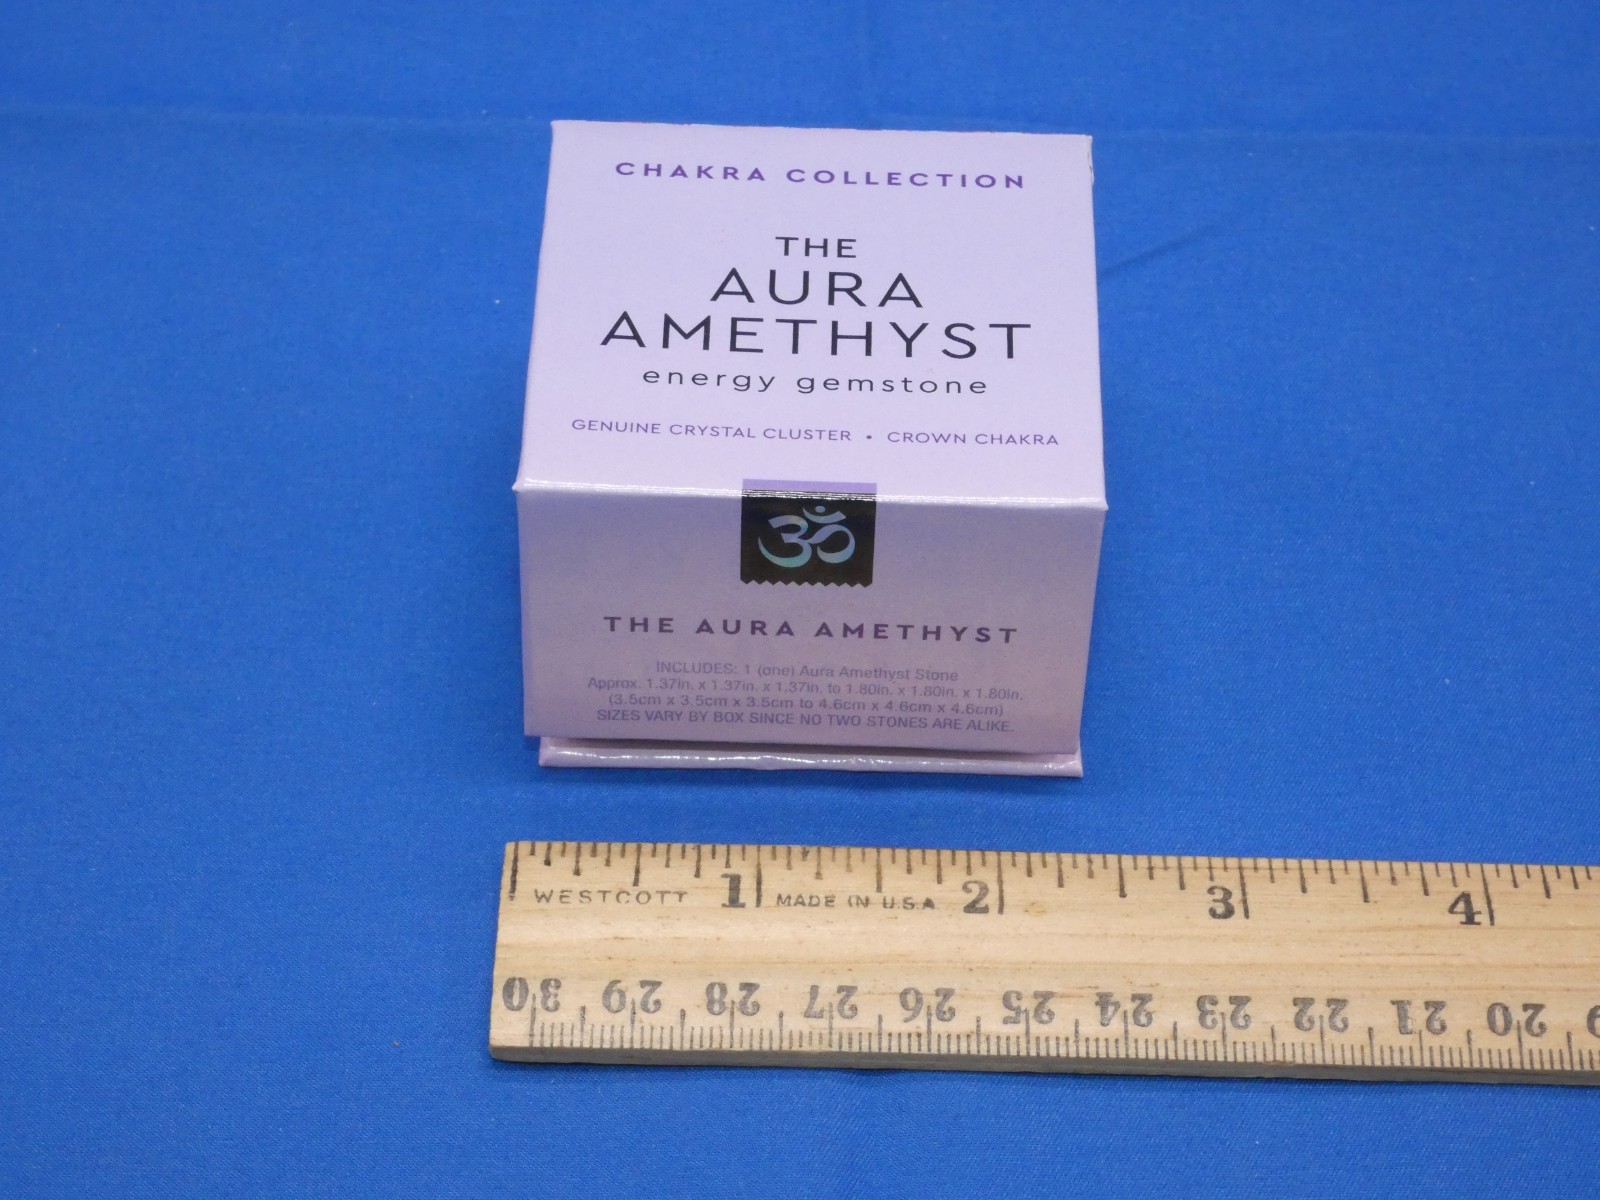 CHAKRA COLLECTION
THE
AURA
AMETHYST
energy gemstone
GENUINE CRYSTAL CLUSTER • CROWN CHAKRA
ॐ
THE AURA AMETHYST
INCLUDES: 1 (one) Aura Amethyst Stone
Approx. 1.37in. x 1.37in. x 1.37in. to 1.80in. x 1.80in. x 1.80in.
(3.5cm x 3.5cm x 3.5cm to 4.6cm x 4.6cm x 4.6cm)
SIZES VARY BY BOX SINCE NO TWO STONES ARE ALIKE.
WESTCOTT 1 MADE IN U.S.A 2 3 4
30 29 28 27 26 25 24 23 22 21 20